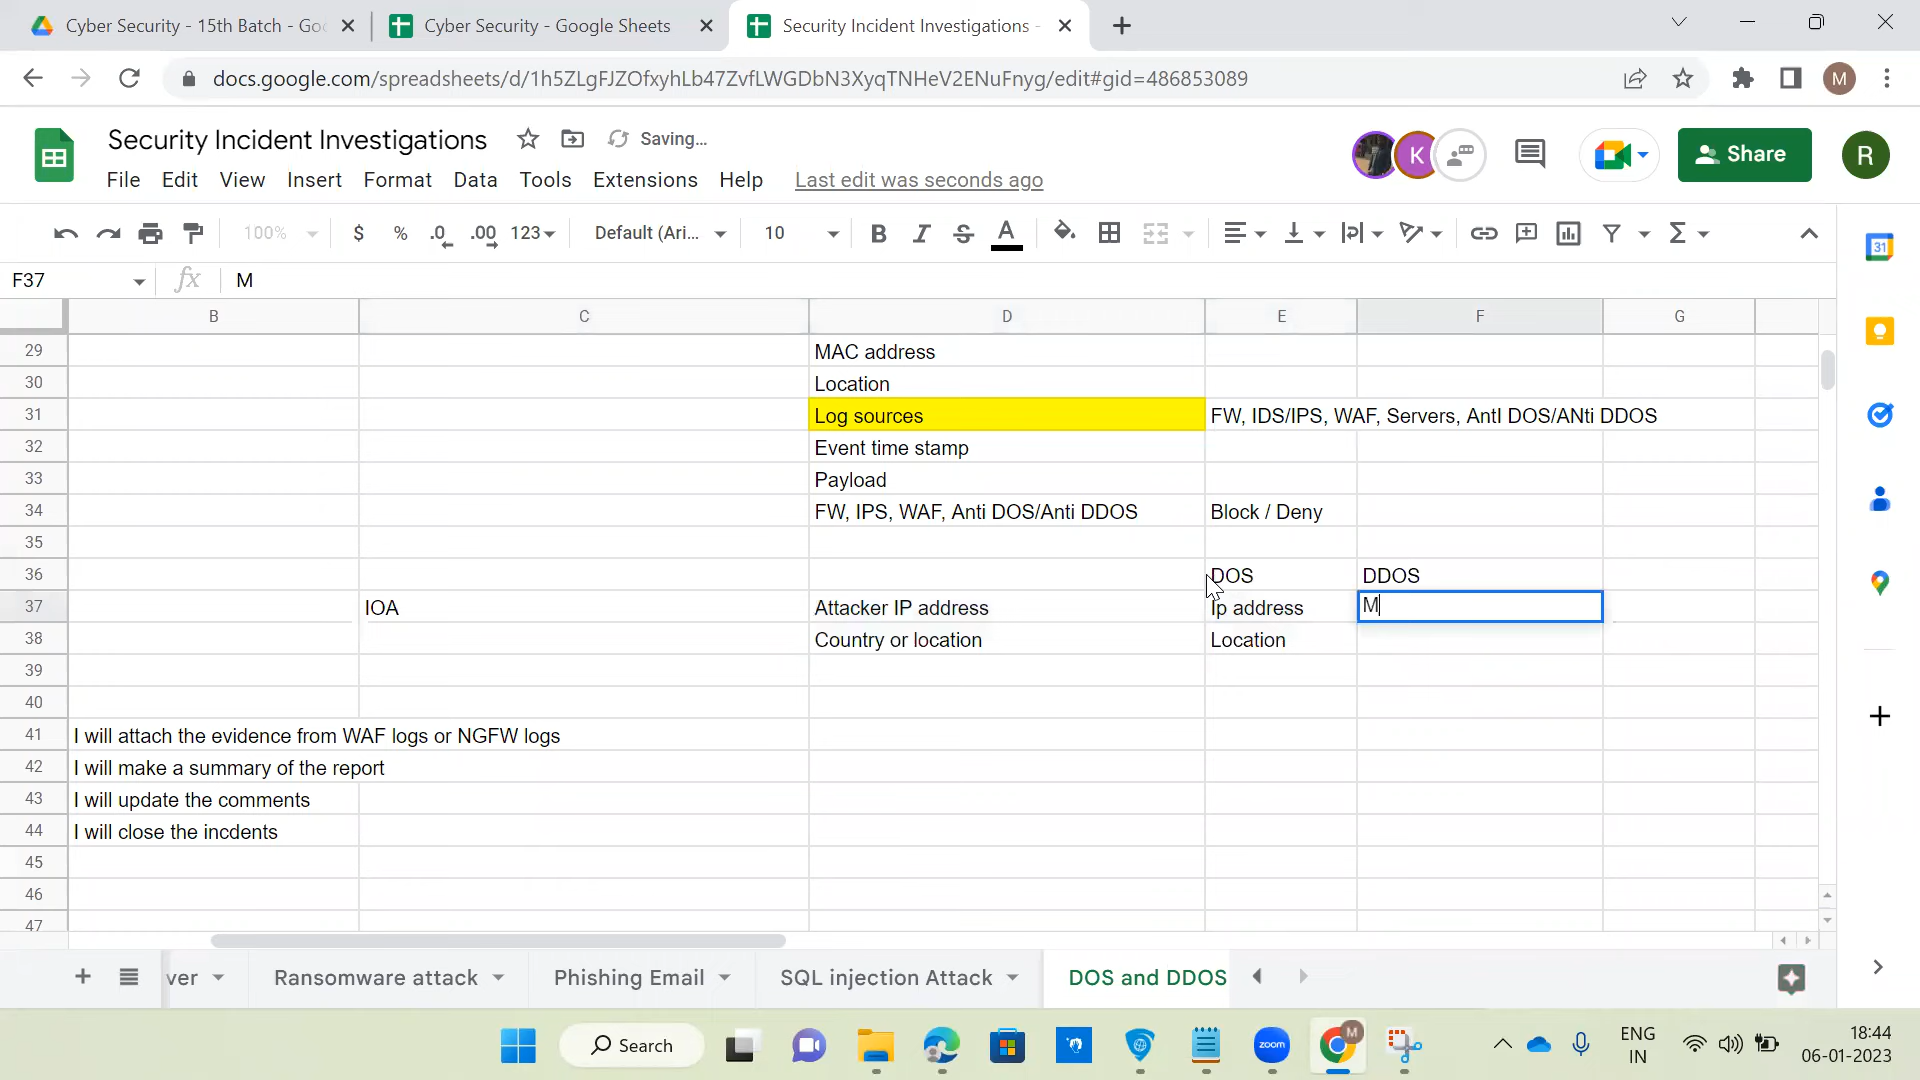 Cyber Security - 15th Batch - Goo
Cyber Security - Google Sheets
Security Incident Investigations -
docs.google.com/spreadsheets/d/1h5ZLgFJZOfxyhLb47ZvfLWGDbN3XyqTNHeV2ENuFnyg/edit#gid=486853089
M
Security Incident Investigations
Saving...
K
Share
R
File Edit View Insert Format Data Tools Extensions Help Last edit was seconds ago
100% $ % .0 .00 123 Default (Ari... 10 B I S A
31
F37 fx M
B C D E F G
29 MAC address
30 Location
31 Log sources FW, IDS/IPS, WAF, Servers, AntI DOS/ANti DDOS
32 Event time stamp
33 Payload
34 FW, IPS, WAF, Anti DOS/Anti DDOS Block / Deny
35
36 DOS DDOS
37 IOA Attacker IP address Ip address M
38 Country or location Location
39
40
41 I will attach the evidence from WAF logs or NGFW logs
42 I will make a summary of the report
43 I will update the comments
44 I will close the incdents
45
46
47
ver Ransomware attack Phishing Email SQL injection Attack DOS and DDOS
Search
zoom
M
ENG
IN
18:44
06-01-2023